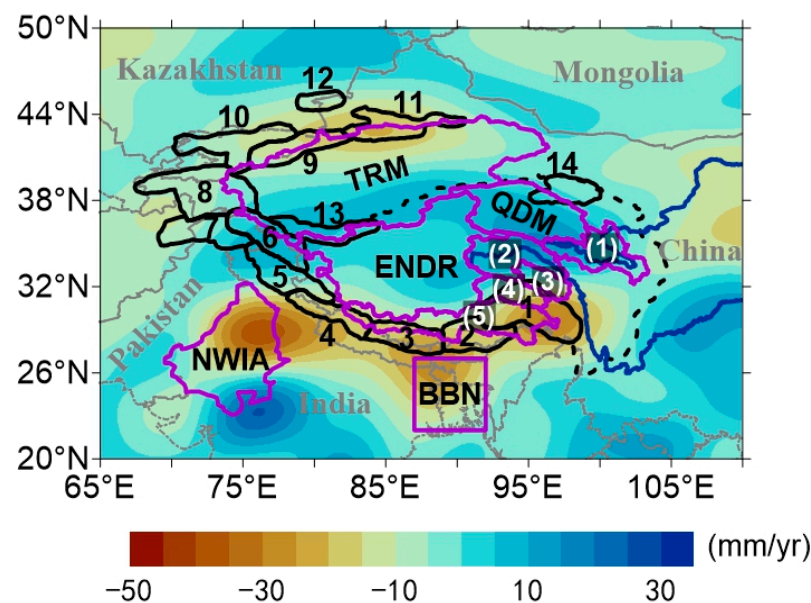 50°N
Kazakhstan
Mongolia
12
44°N
10
11
9
TRM
14
38°N
8
13
QDM
6
(1)
(2)
China
ENDR
5
(3)
(4)
32°N
Pakistan
(5)
1
4
3
2
NWIA
26°N
BBN
India
20°N
65°E
75°E
85°E
95°E
105°E
(mm/yr)
−50
−30
−10
10
30